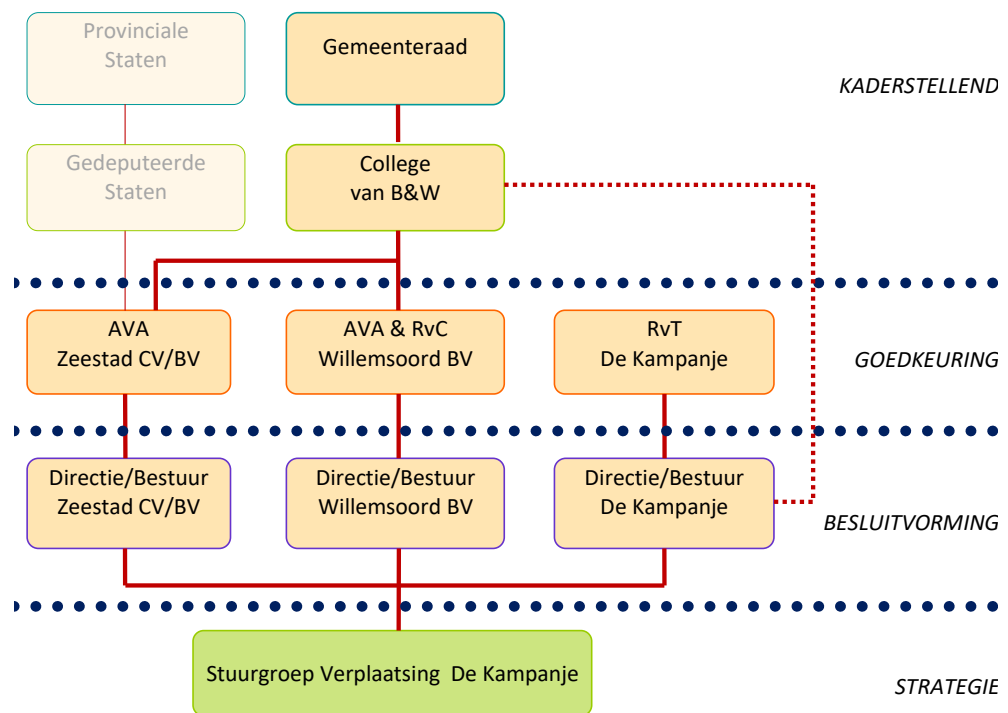 Provinciale
Staten
Gemeenteraad
KADERSTELLEND
Gedeputeerde
Staten
College
van B&W
AVA
Zeestad CV/BV
AVA & RvC
Willemsoord BV
RvT
De Kampanje
GOEDKEURING
Directie/Bestuur
Zeestad CV/BV
Directie/Bestuur
Willemsoord BV
Directie/Bestuur
De Kampanje
BESLUITVORMING
Stuurgroep Verplaatsing De Kampanje
STRATEGIE